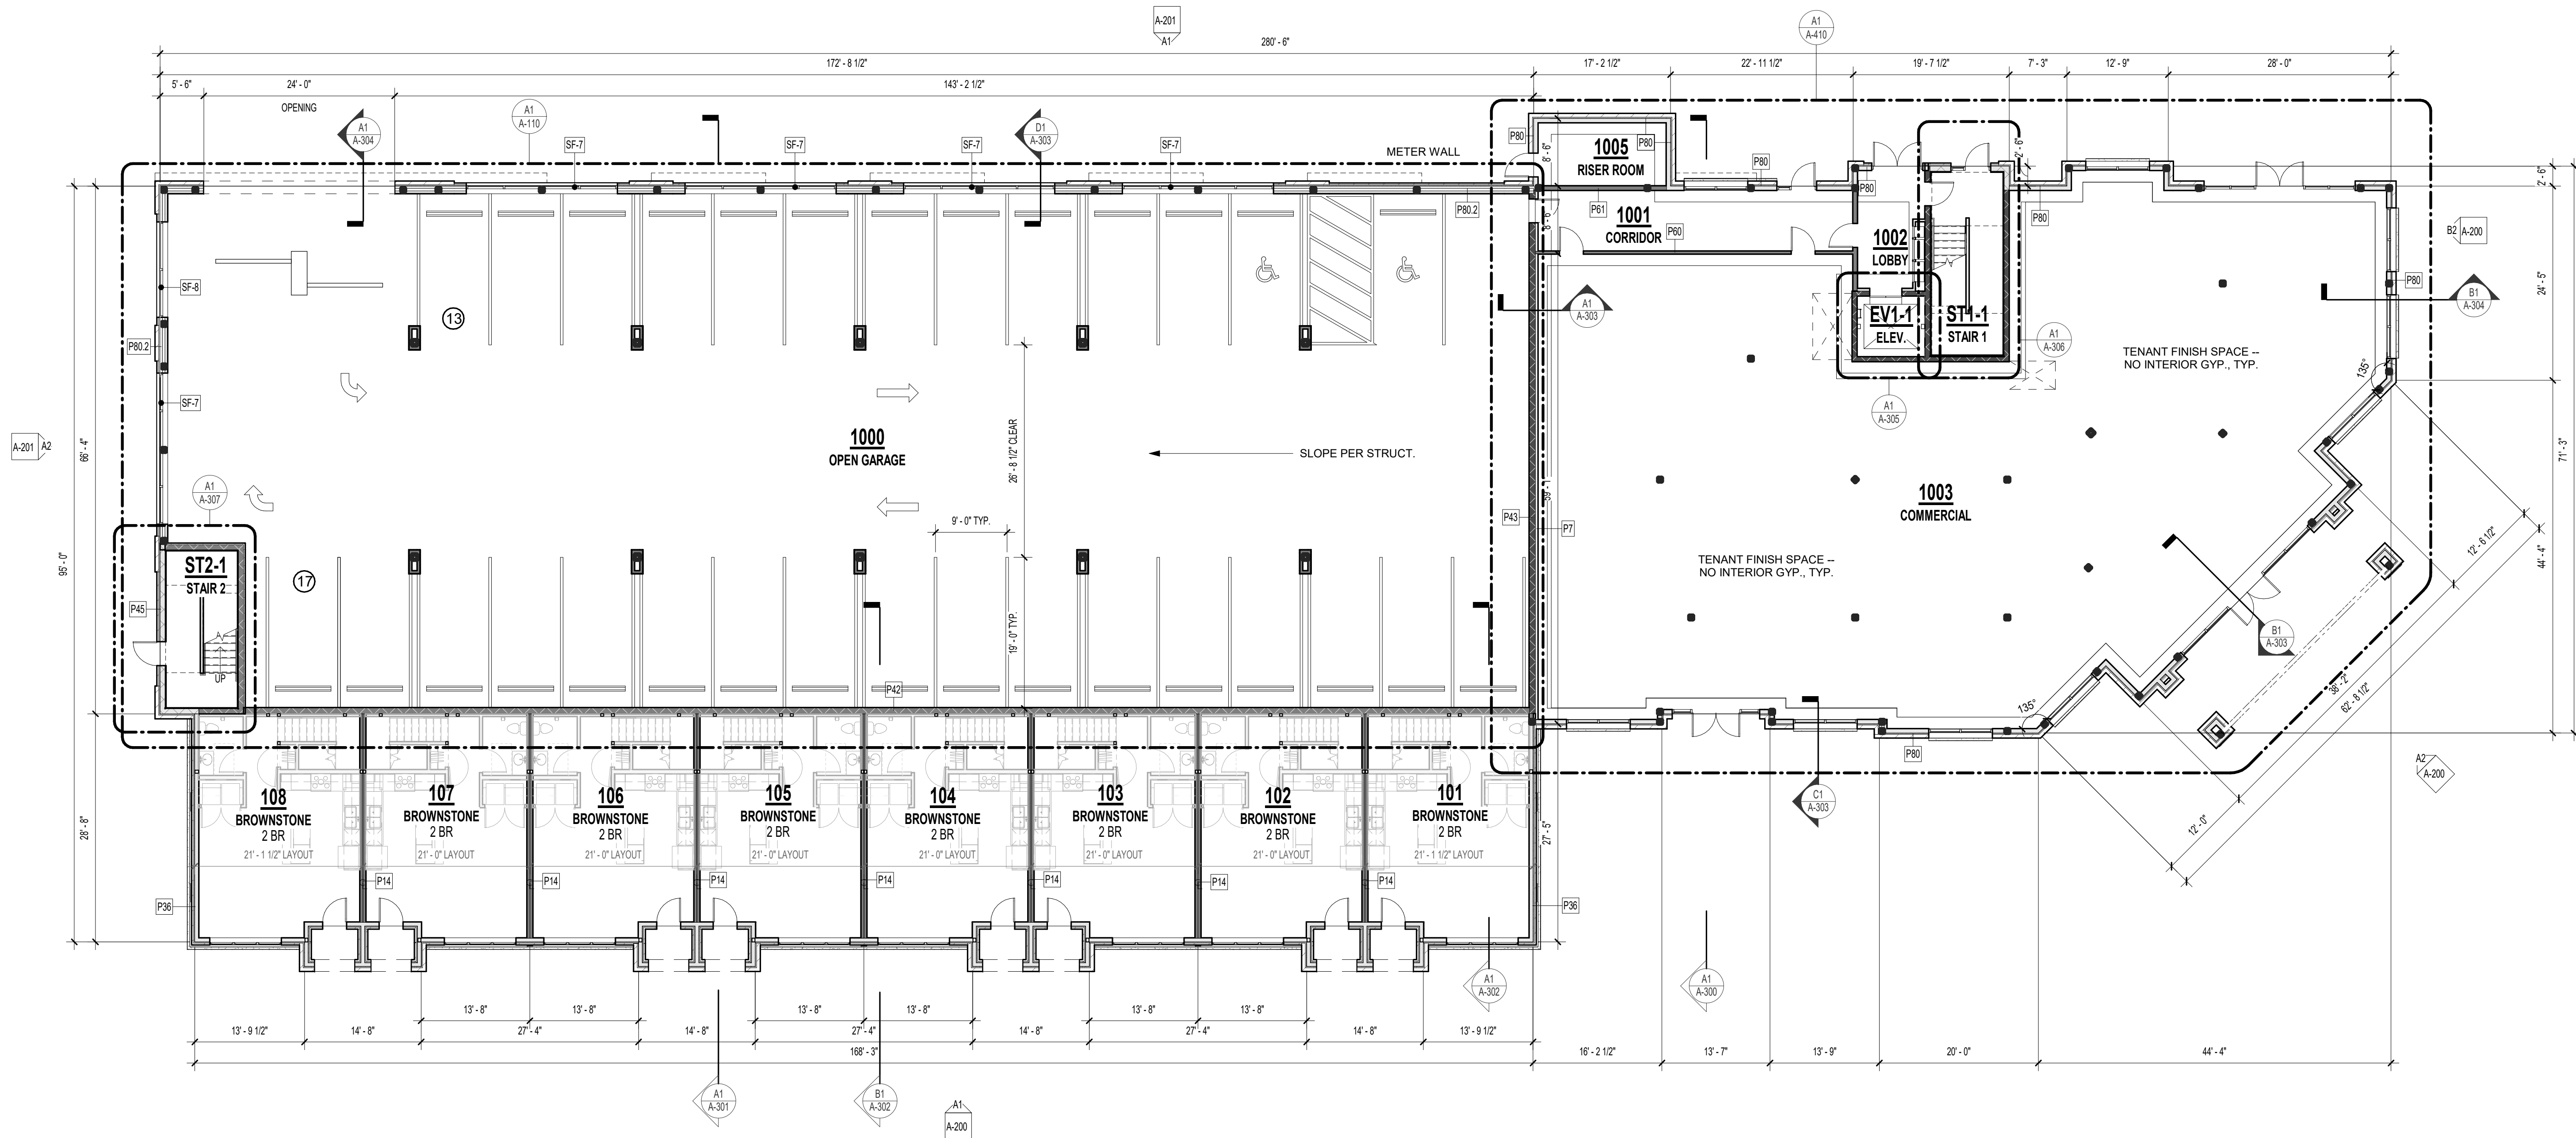 A-201
A1
A1
A-410
280' - 6"
172' - 8 1/2"
17' - 2 1/2"
22' - 11 1/2"
19' - 7 1/2"
7' - 3"
12' - 9"
28' - 0"
5' - 6"
24' - 0"
143' - 2 1/2"
OPENING
A1
A-304
A1
A-110
D1
A-303
SF-7
SF-7
SF-7
SF-7
METER WALL
P80
P80
8' - 6"
1005
RISER ROOM
P80
P80
2' - 6"
2' - 6"
P80.2
P61
8' - 6"
1001
CORRIDOR
P60
1002
LOBBY
P80
B2
A-200
SF-8
13
P80.2
SF-7
A1
A-303
EV1-1
ELEV.
ST1-1
STAIR 1
A1
A-306
P80
B1
A-304
24' - 5"
TENANT FINISH SPACE --
NO INTERIOR GYP., TYP.
135°
A1
A-305
A-201
A2
66' - 4"
95' - 0"
1000
OPEN GARAGE
26' - 8 1/2" CLEAR
SLOPE PER STRUCT.
71' - 3"
A1
A-307
9' - 0" TYP.
P43
P7
59' - 1"
1003
COMMERCIAL
ST2-1
STAIR 2
17
P45
UP
19' - 0" TYP.
P42
TENANT FINISH SPACE --
NO INTERIOR GYP., TYP.
12' - 6 1/2"
44' - 4"
B1
A-303
38' - 2"
62' - 8 1/2"
135°
P80
A2
A-200
C1
A-303
12' - 0"
28' - 8"
108
BROWNSTONE
2 BR
21' - 1 1/2" LAYOUT
107
BROWNSTONE
2 BR
21' - 0" LAYOUT
106
BROWNSTONE
2 BR
21' - 0" LAYOUT
105
BROWNSTONE
2 BR
21' - 0" LAYOUT
104
BROWNSTONE
2 BR
21' - 0" LAYOUT
103
BROWNSTONE
2 BR
21' - 0" LAYOUT
102
BROWNSTONE
2 BR
21' - 0" LAYOUT
101
BROWNSTONE
2 BR
21' - 1 1/2" LAYOUT
27' - 5"
P36
P14
P14
P14
P14
P14
P14
P14
P36
A1
A-302
A1
A-300
13' - 8"
13' - 8"
13' - 8"
13' - 8"
13' - 8"
13' - 8"
13' - 9 1/2"
14' - 8"
27' - 4"
14' - 8"
27' - 4"
14' - 8"
27' - 4"
14' - 8"
13' - 9 1/2"
168' - 3"
16' - 2 1/2"
13' - 7"
13' - 9"
20' - 0"
44' - 4"
A1
A-301
B1
A-302
A1
A-200